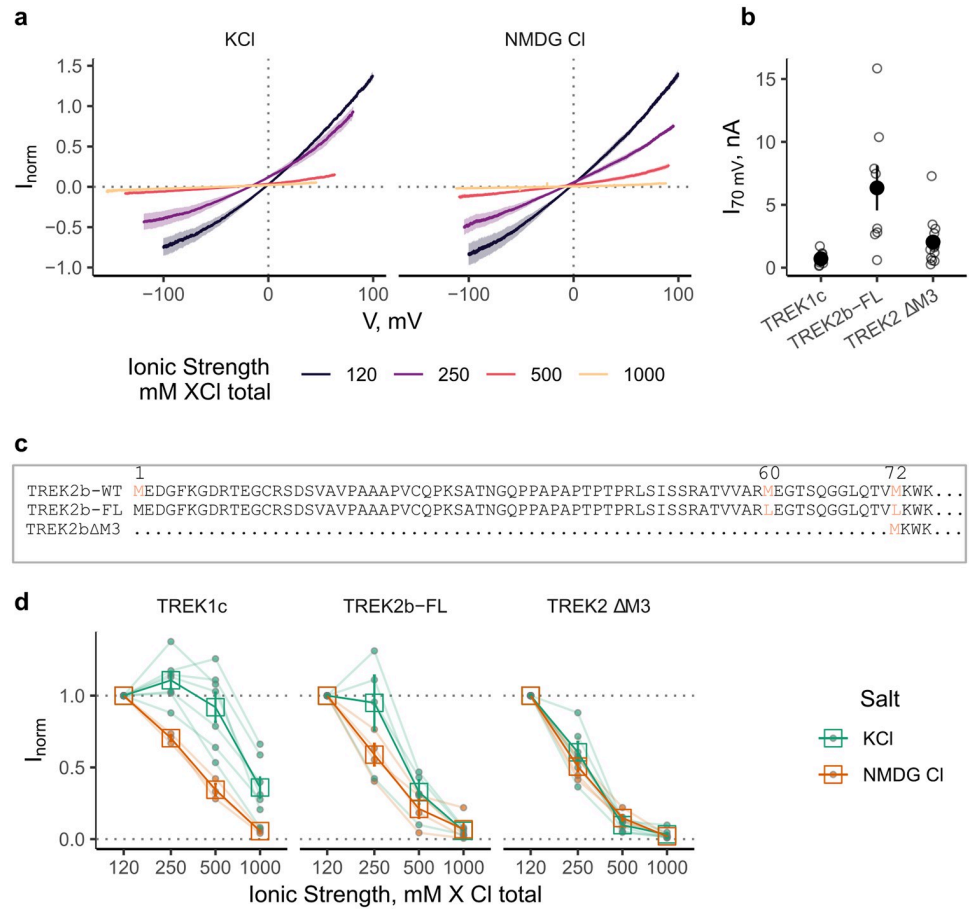 a
KCl
NMDG Cl
1.5
1.0
0.5
0.0
−0.5
−1.0
Inorm
−100 0 100
−100 0 100
V, mV
Ionic Strength
mM XCl total
120 250 500 1000
b
15
10
5
0
I70 mV, nA
TREK1c
TREK2b−FL
TREK2 ΔM3
c
1 60 72
TREK2b-WT MEDGFKGDRTEGCRSDSVAVPAAAPVCQPKSATNGQPPAPAPTPTPRLSISSRATVVARMEGTSQGGLQTVMKWK...
TREK2b-FL MEDGFKGDRTEGCRSDSVAVPAAAPVCQPKSATNGQPPAPAPTPTPRLSISSRATVVARLEGTSQGGLQTVLKWK...
TREK2bΔM3 .......................................................................MKWK...
d
TREK1c
TREK2b−FL
TREK2 ΔM3
1.0
0.5
0.0
Inorm
120 250 500 1000
120 250 500 1000
120 250 500 1000
Ionic Strength, mM X Cl total
Salt
KCl
NMDG Cl